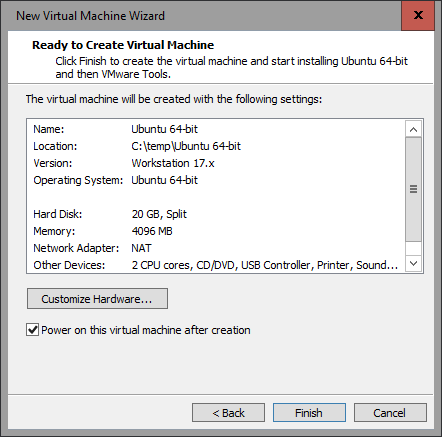 New Virtual Machine Wizard
Ready to Create Virtual Machine
Click Finish to create the virtual machine and start installing Ubuntu 64-bit
and then VMware Tools.
The virtual machine will be created with the following settings:
Name: Ubuntu 64-bit
Location: C:\temp\Ubuntu 64-bit
Version: Workstation 17.x
Operating System: Ubuntu 64-bit
Hard Disk: 20 GB, Split
Memory: 4096 MB
Network Adapter: NAT
Other Devices: 2 CPU cores, CD/DVD, USB Controller, Printer, Sound...
Customize Hardware...
Power on this virtual machine after creation
< Back Finish Cancel